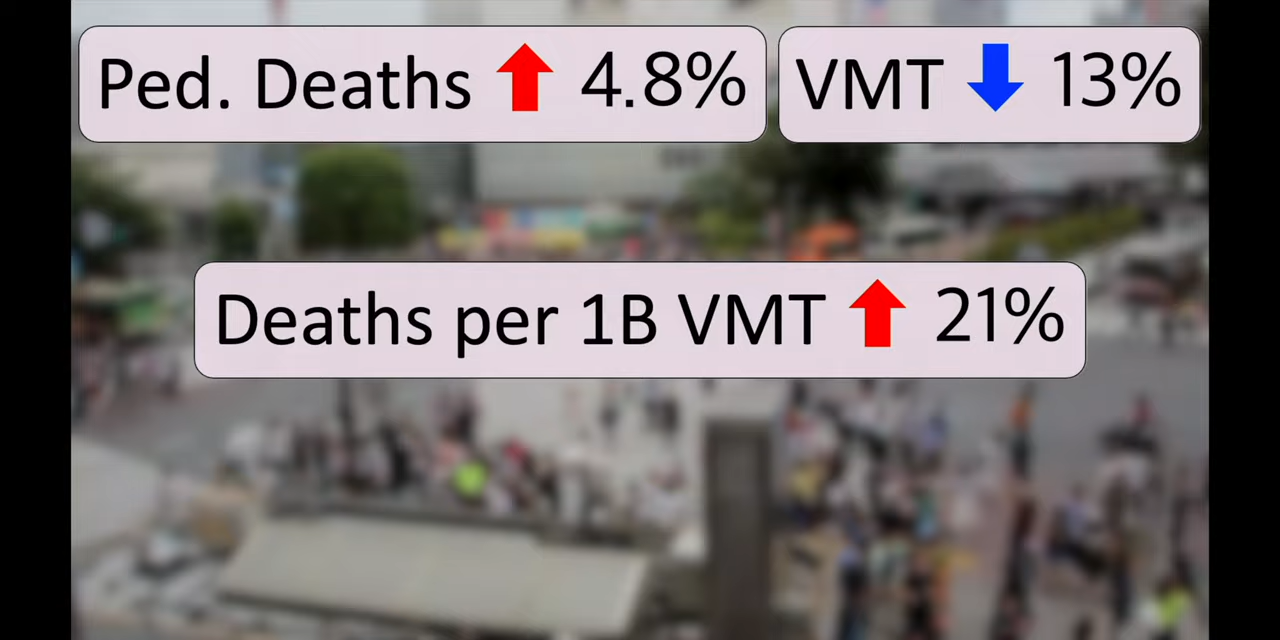 Ped. Deaths ⬆ 4.8%
VMT ⬇ 13%
Deaths per 1B VMT ⬆ 21%